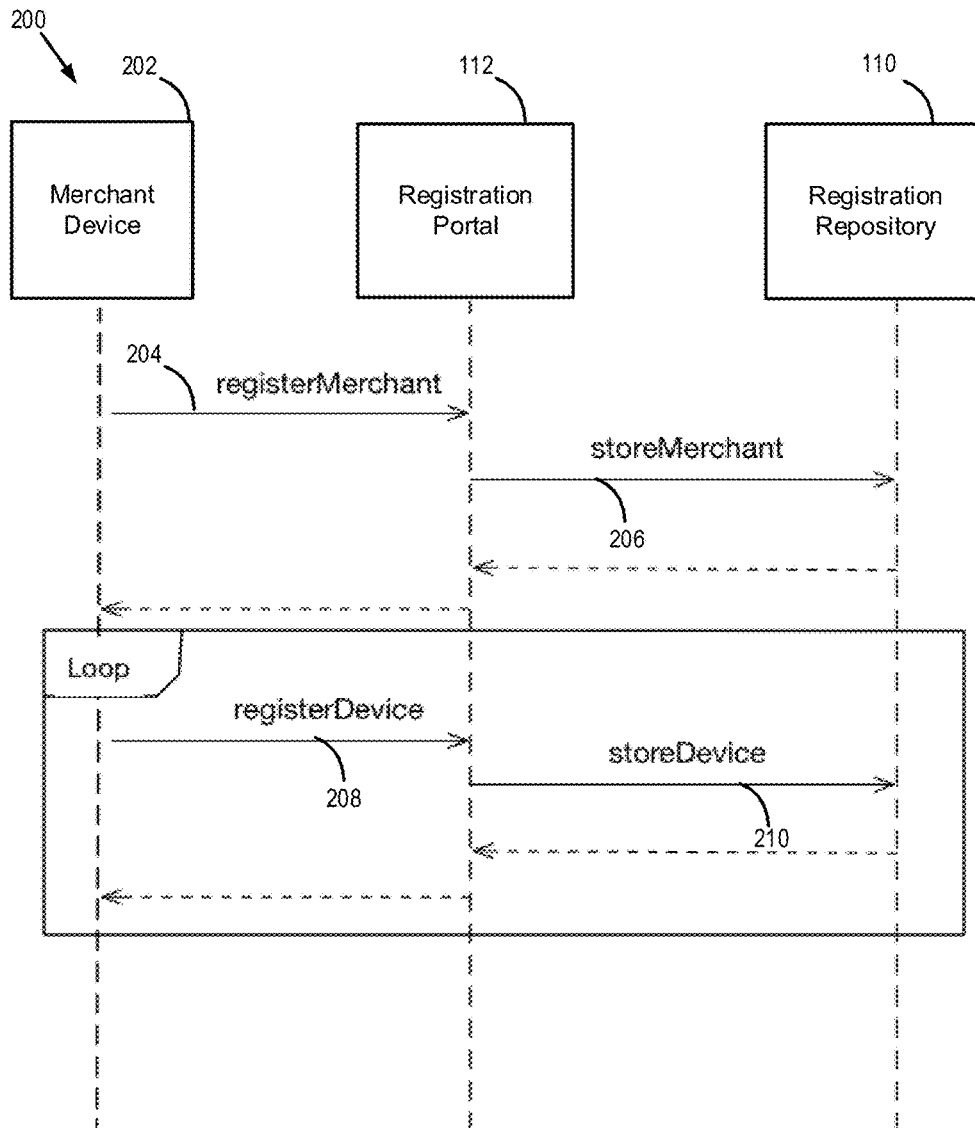 200
202
112
110
Merchant
Device
Registration
Portal
Registration
Repository
204
registerMerchant
storeMerchant
206
Loop
registerDevice
storeDevice
208
210